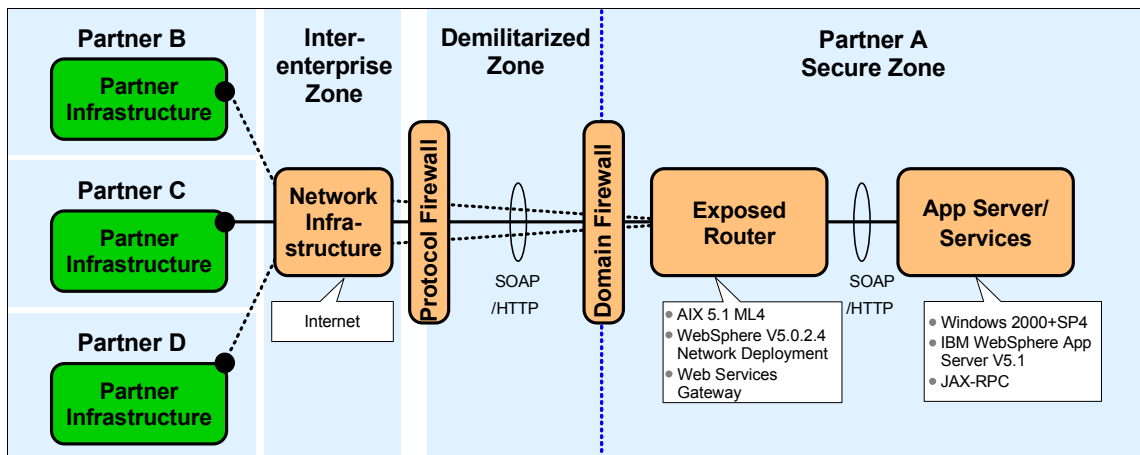 Partner B
Partner
Infrastructure
Partner C
Partner
Infrastructure
Partner D
Partner
Infrastructure
Inter-
enterprise
Zone
Network
Infra-
structure
Internet
Protocol Firewall
Demilitarized
Zone
SOAP
/HTTP
Domain Firewall
Partner A
Secure Zone
Exposed
Router
AIX 5.1 ML4
WebSphere V5.0.2.4
Network Deployment
Web Services
Gateway
SOAP
/HTTP
App Server/
Services
Windows 2000+SP4
IBM WebSphere App
Server V5.1
JAX-RPC